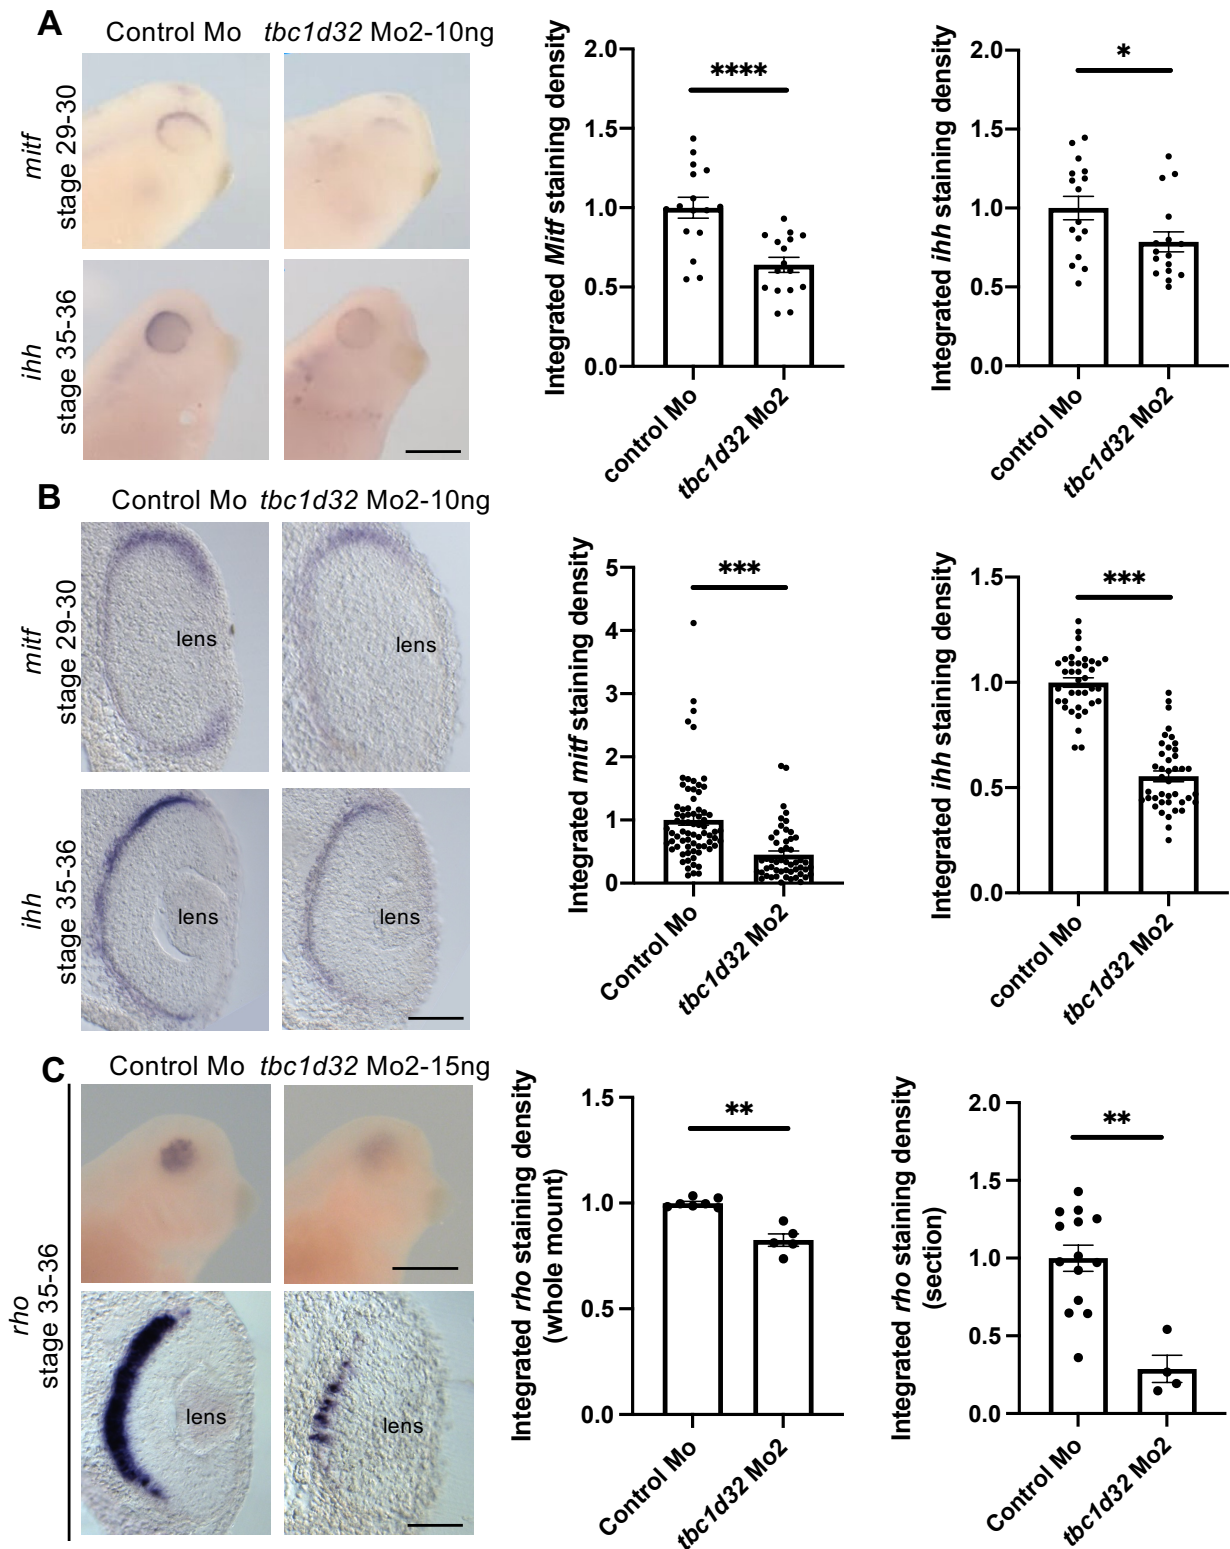 A
Control Mo tbc1d32 Mo2-10ng
mitf
stage 29-30
ihh
stage 35-36
Integrated Mitf staining density
2.0
1.5
1.0
0.5
0.0
****
control Mo
tbc1d32 Mo2
Integrated ihh staining density
2.0
1.5
1.0
0.5
0.0
*
control Mo
tbc1d32 Mo2
B
Control Mo tbc1d32 Mo2-10ng
mitf
stage 29-30
lens
lens
ihh
stage 35-36
lens
lens
Integrated mitf staining density
5
4
3
2
1
0
***
Control Mo
tbc1d32 Mo2
Integrated ihh staining density
1.5
1.0
0.5
0.0
***
control Mo
tbc1d32 Mo2
C
Control Mo tbc1d32 Mo2-15ng
rho
stage 35-36
lens
lens
Integrated rho staining density
(whole mount)
1.5
1.0
0.5
0.0
**
Control Mo
tbc1d32 Mo2
Integrated rho staining density
(section)
2.0
1.5
1.0
0.5
0.0
**
Control Mo
tbc1d32 Mo2